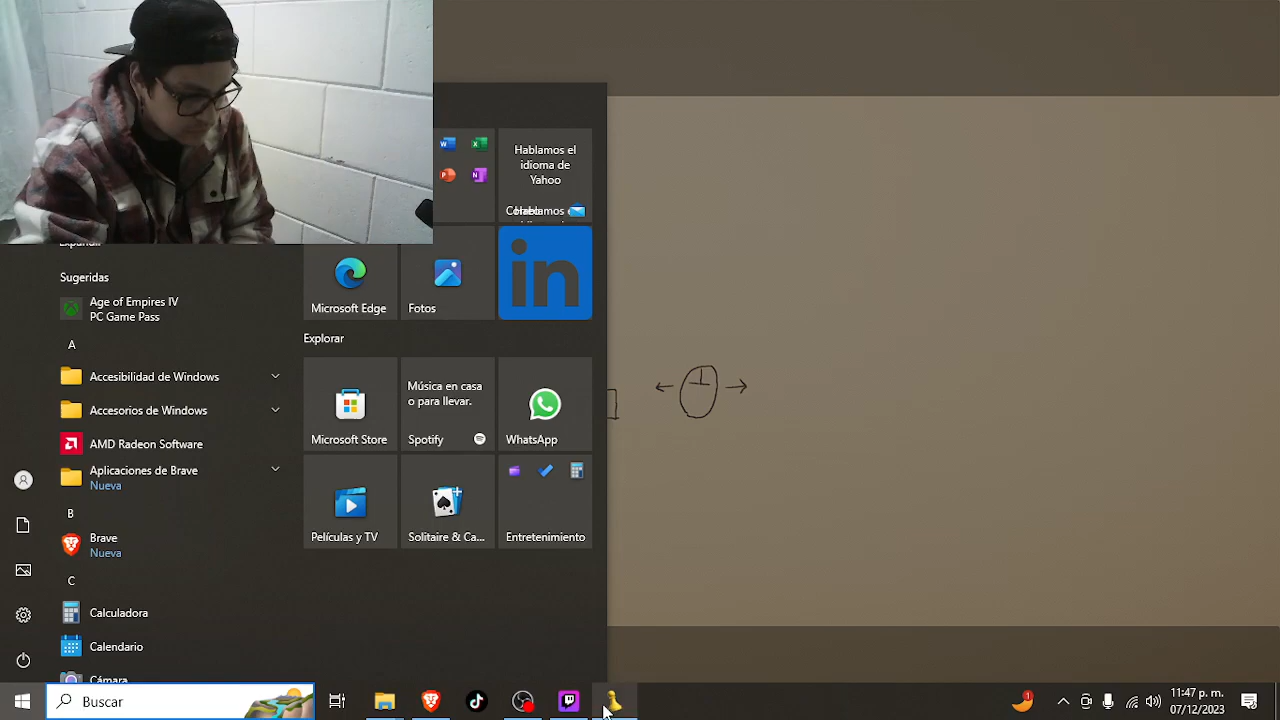 Hablamos el
idioma de
Yahoo
Expandir
Sugeridas
Age of Empires IV
PC Game Pass
A
Accesibilidad de Windows
Accesorios de Windows
AMD Radeon Software
Aplicaciones de Brave
Nueva
B
Brave
Nueva
C
Calculadora
Calendario
Cámara
in
Microsoft Edge
Fotos
Explorar
Música en casa
o para llevar.
Microsoft Store
Spotify
WhatsApp
Películas y TV
Solitaire & Ca...
Entretenimiento
Buscar
1
11:47 p. m.
07/12/2023